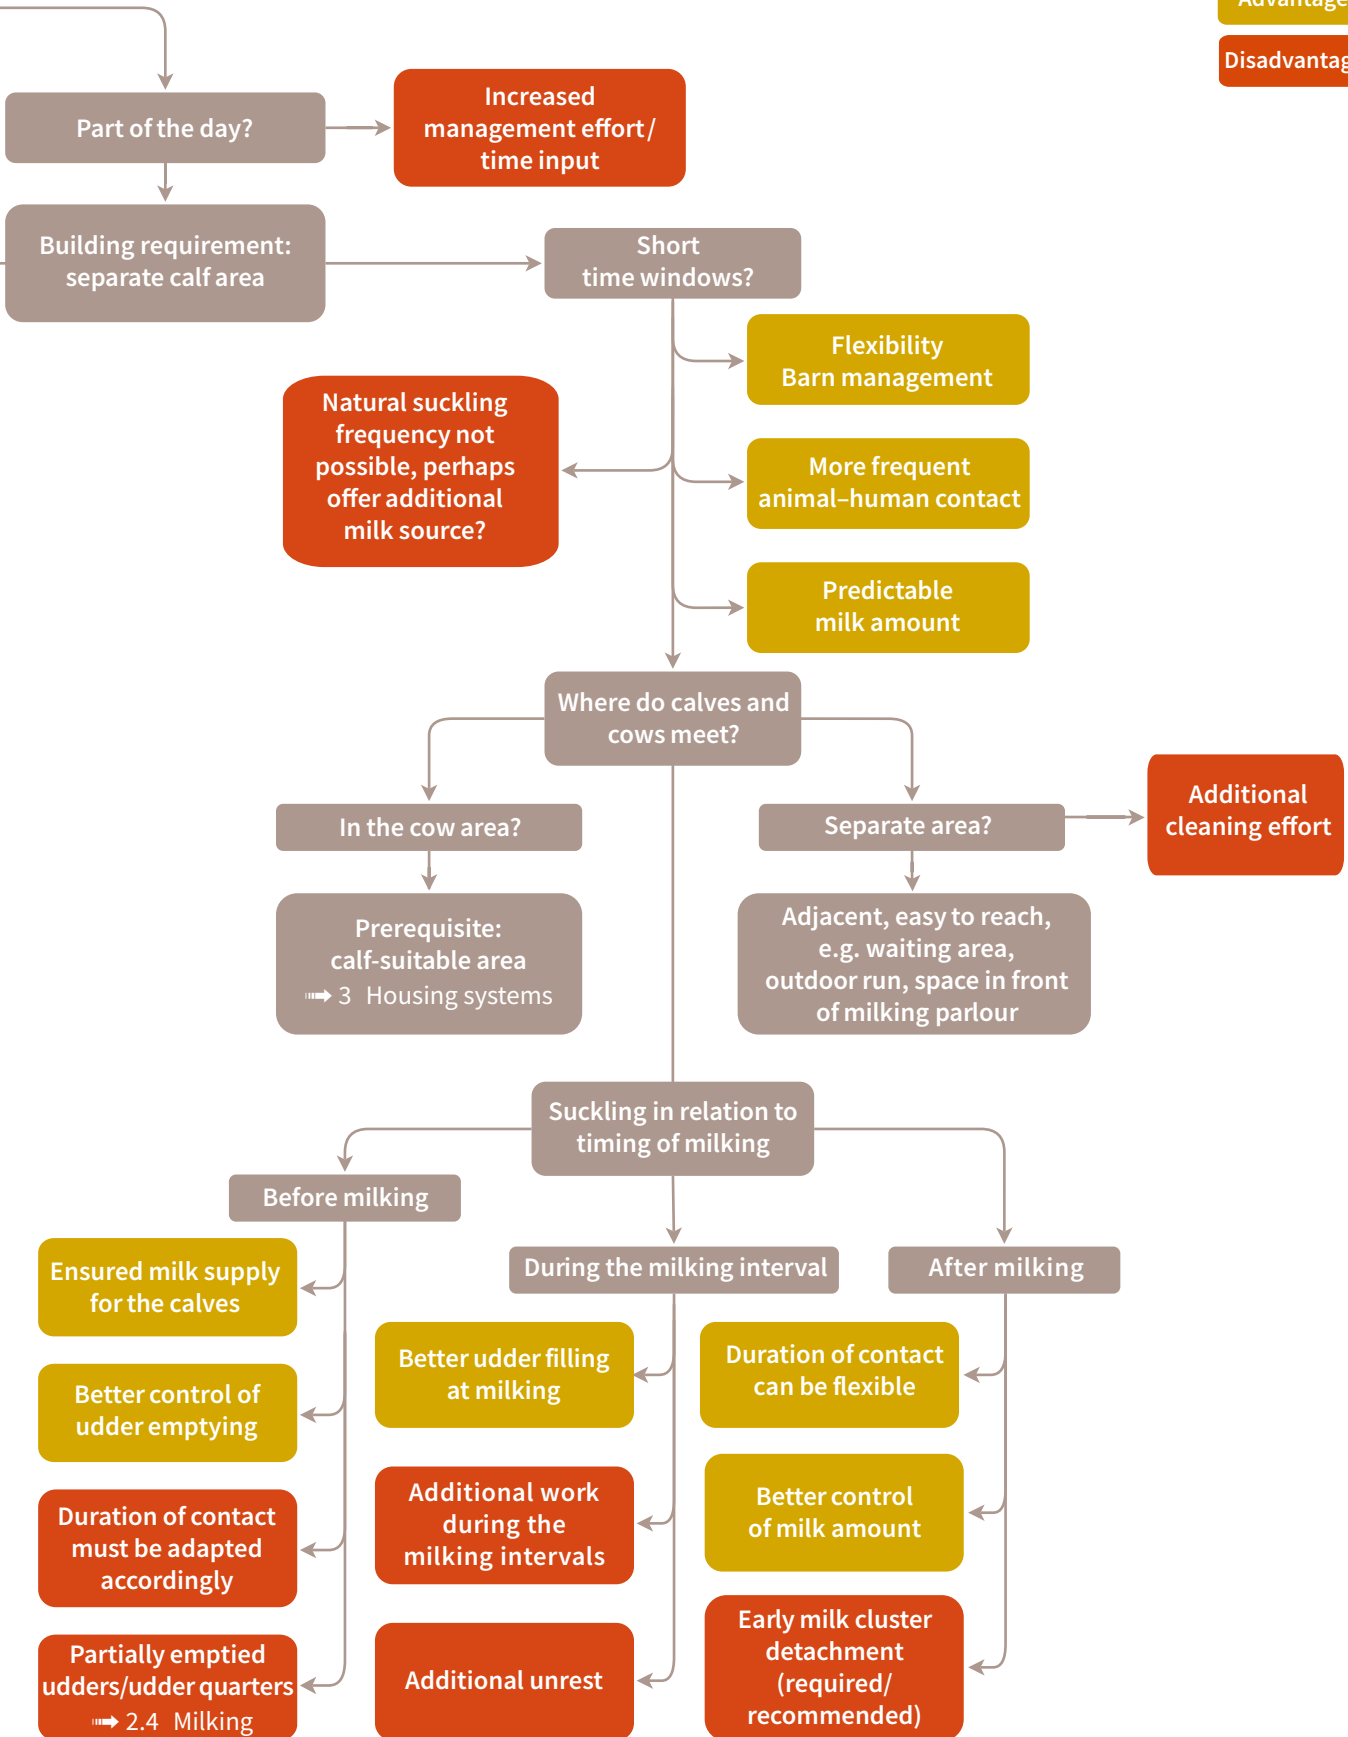 Advantage
Disadvantag
Part of the day?
Increased
management effort/
time input
Building requirement:
separate calf area
Short
time windows?
Flexibility
Barn management
Natural suckling
frequency not
possible, perhaps
offer additional
milk source?
More frequent
animal–human contact
Predictable
milk amount
Where do calves and
cows meet?
In the cow area?
Separate area?
Additional
cleaning effort
Prerequisite:
calf-suitable area
➟ 3 Housing systems
Adjacent, easy to reach,
e.g. waiting area,
outdoor run, space in front
of milking parlour
Suckling in relation to
timing of milking
Before milking
During the milking interval
After milking
Ensured milk supply
for the calves
Better control of
udder emptying
Duration of contact
must be adapted
accordingly
Partially emptied
udders/udder quarters
➟ 2.4 Milking
Better udder filling
at milking
Additional work
during the
milking intervals
Additional unrest
Duration of contact
can be flexible
Better control
of milk amount
Early milk cluster
detachment
(required/
recommended)